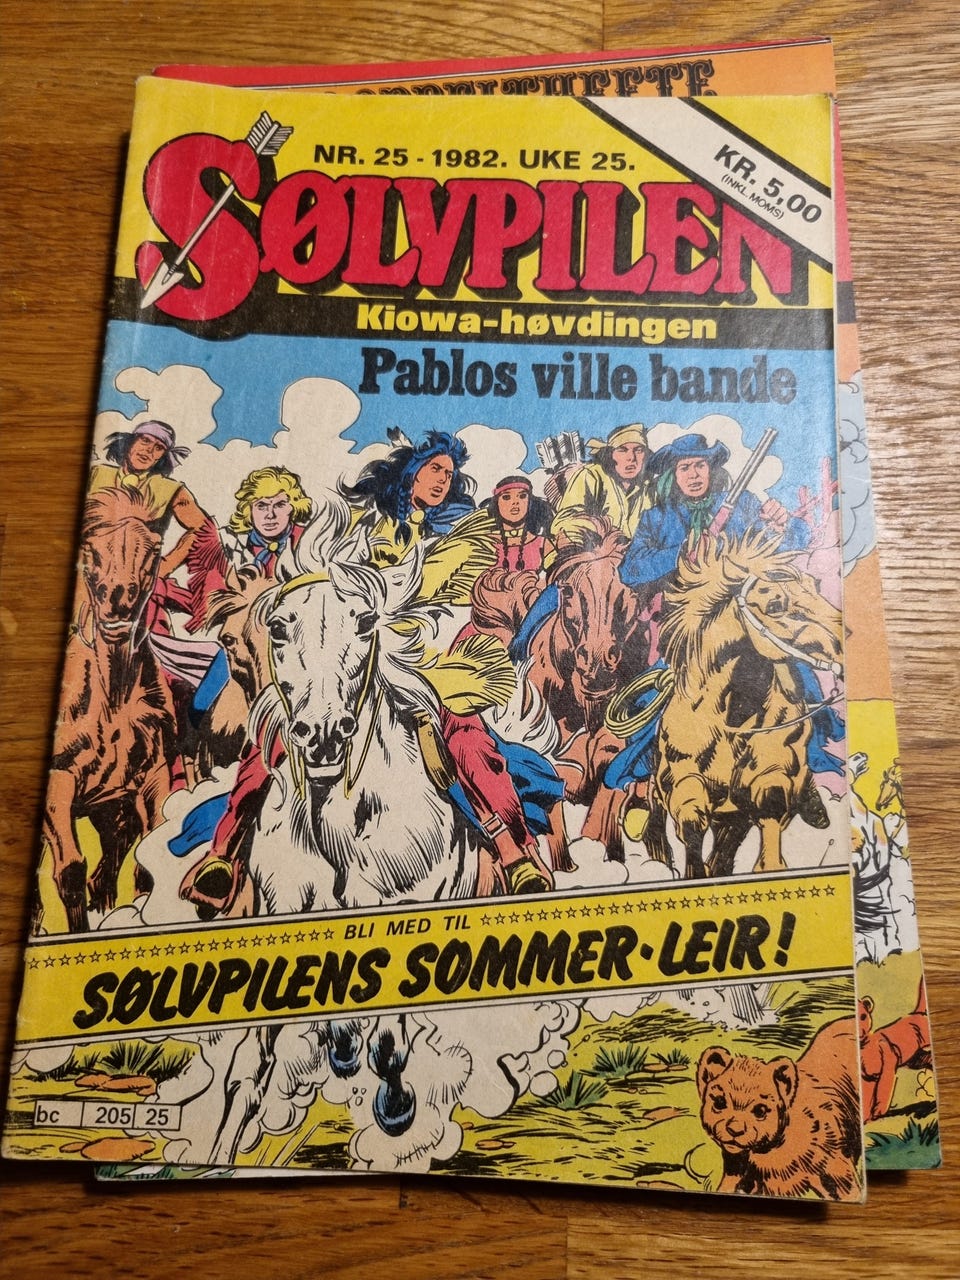 NR. 25 - 1982. UKE 25.
KR. 5,00
(INKL. MOMS)
SØLVPILEN
Kiowa-høvdingen
Pablos ville bande
BLI MED TIL
SØLVPILENS SOMMER-LEIR!
bc 205 25